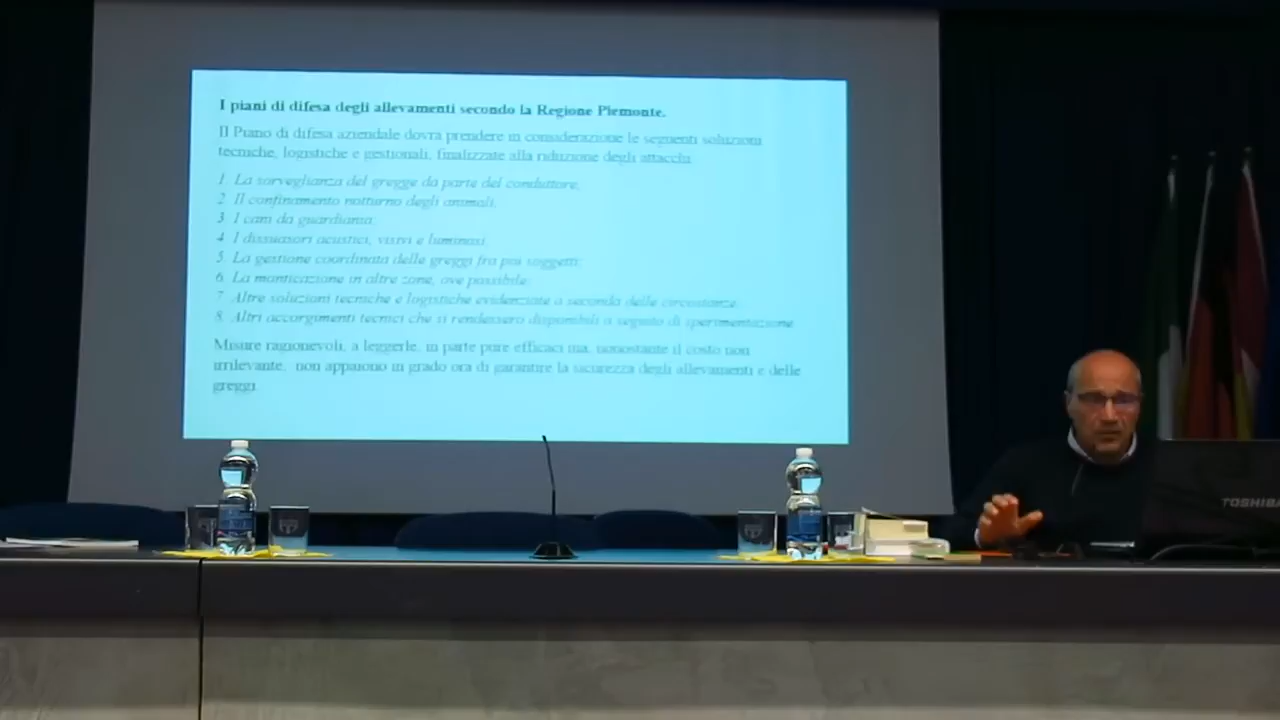 I piani di difesa degli allevamenti secondo la Regione Piemonte.
Il Piano di difesa aziendale dovrà prendere in considerazione le seguenti soluzioni
tecniche, logistiche e gestionali, finalizzate alla riduzione degli attacchi
1. La sorveglianza del gregge da parte del conduttore;
2. Il confinamento notturno degli animali;
3. I cani da guardiania;
4. I dissuasori acustici, visivi e luminosi
5. La gestione coordinata delle greggi fra poi soggetti;
6. La monticazione in altre zone, ove possibile;
7. Altre soluzioni tecniche e logistiche evidenziate a seconda delle circostanze;
8. Altri accorgimenti tecnici che si rendessero disponibili a seguito di sperimentazione.
Misure ragionevoli, a leggerle, in parte pure efficaci ma, nonostante il costo non
irrilevante, non appaiono in grado ora di garantire la sicurezza degli allevamenti e delle
greggi.
TOSHIBA